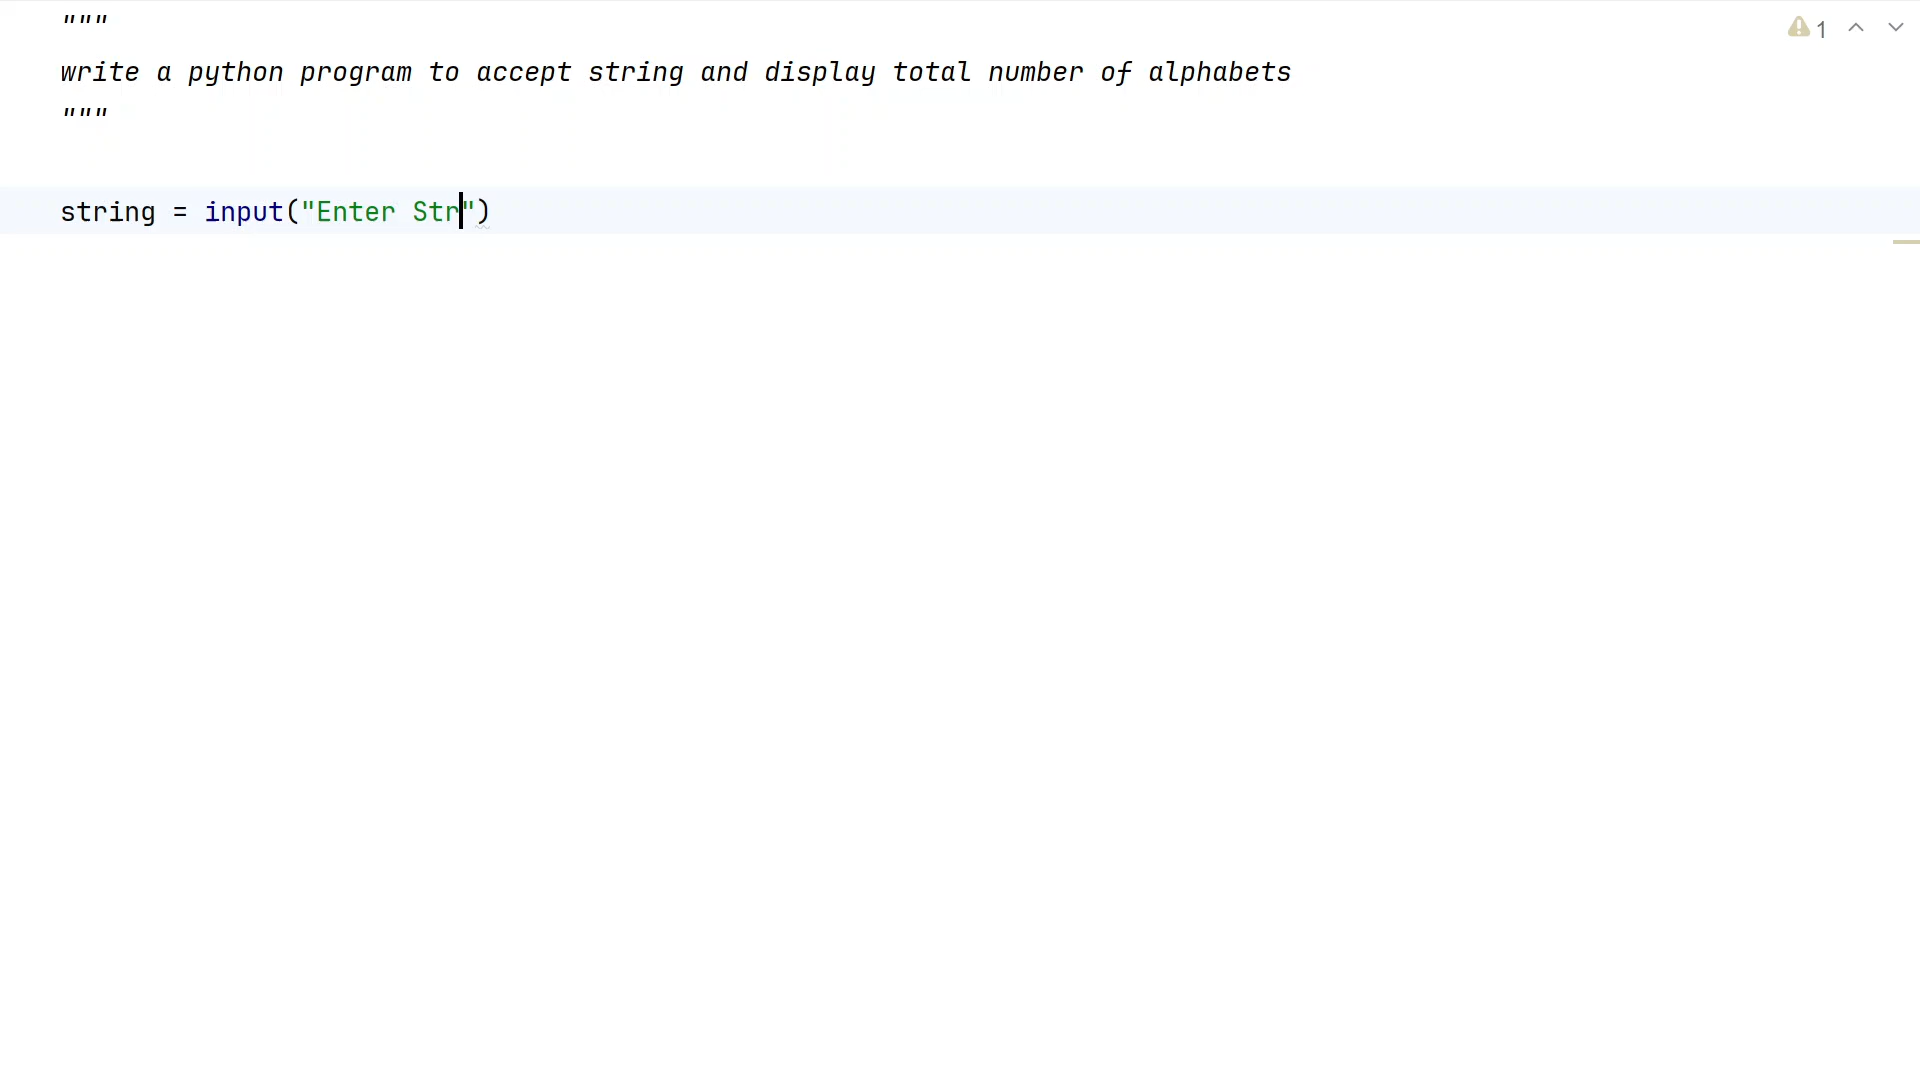 """
write a python program to accept string and display total number of alphabets
"""
string = input("Enter Str")
1